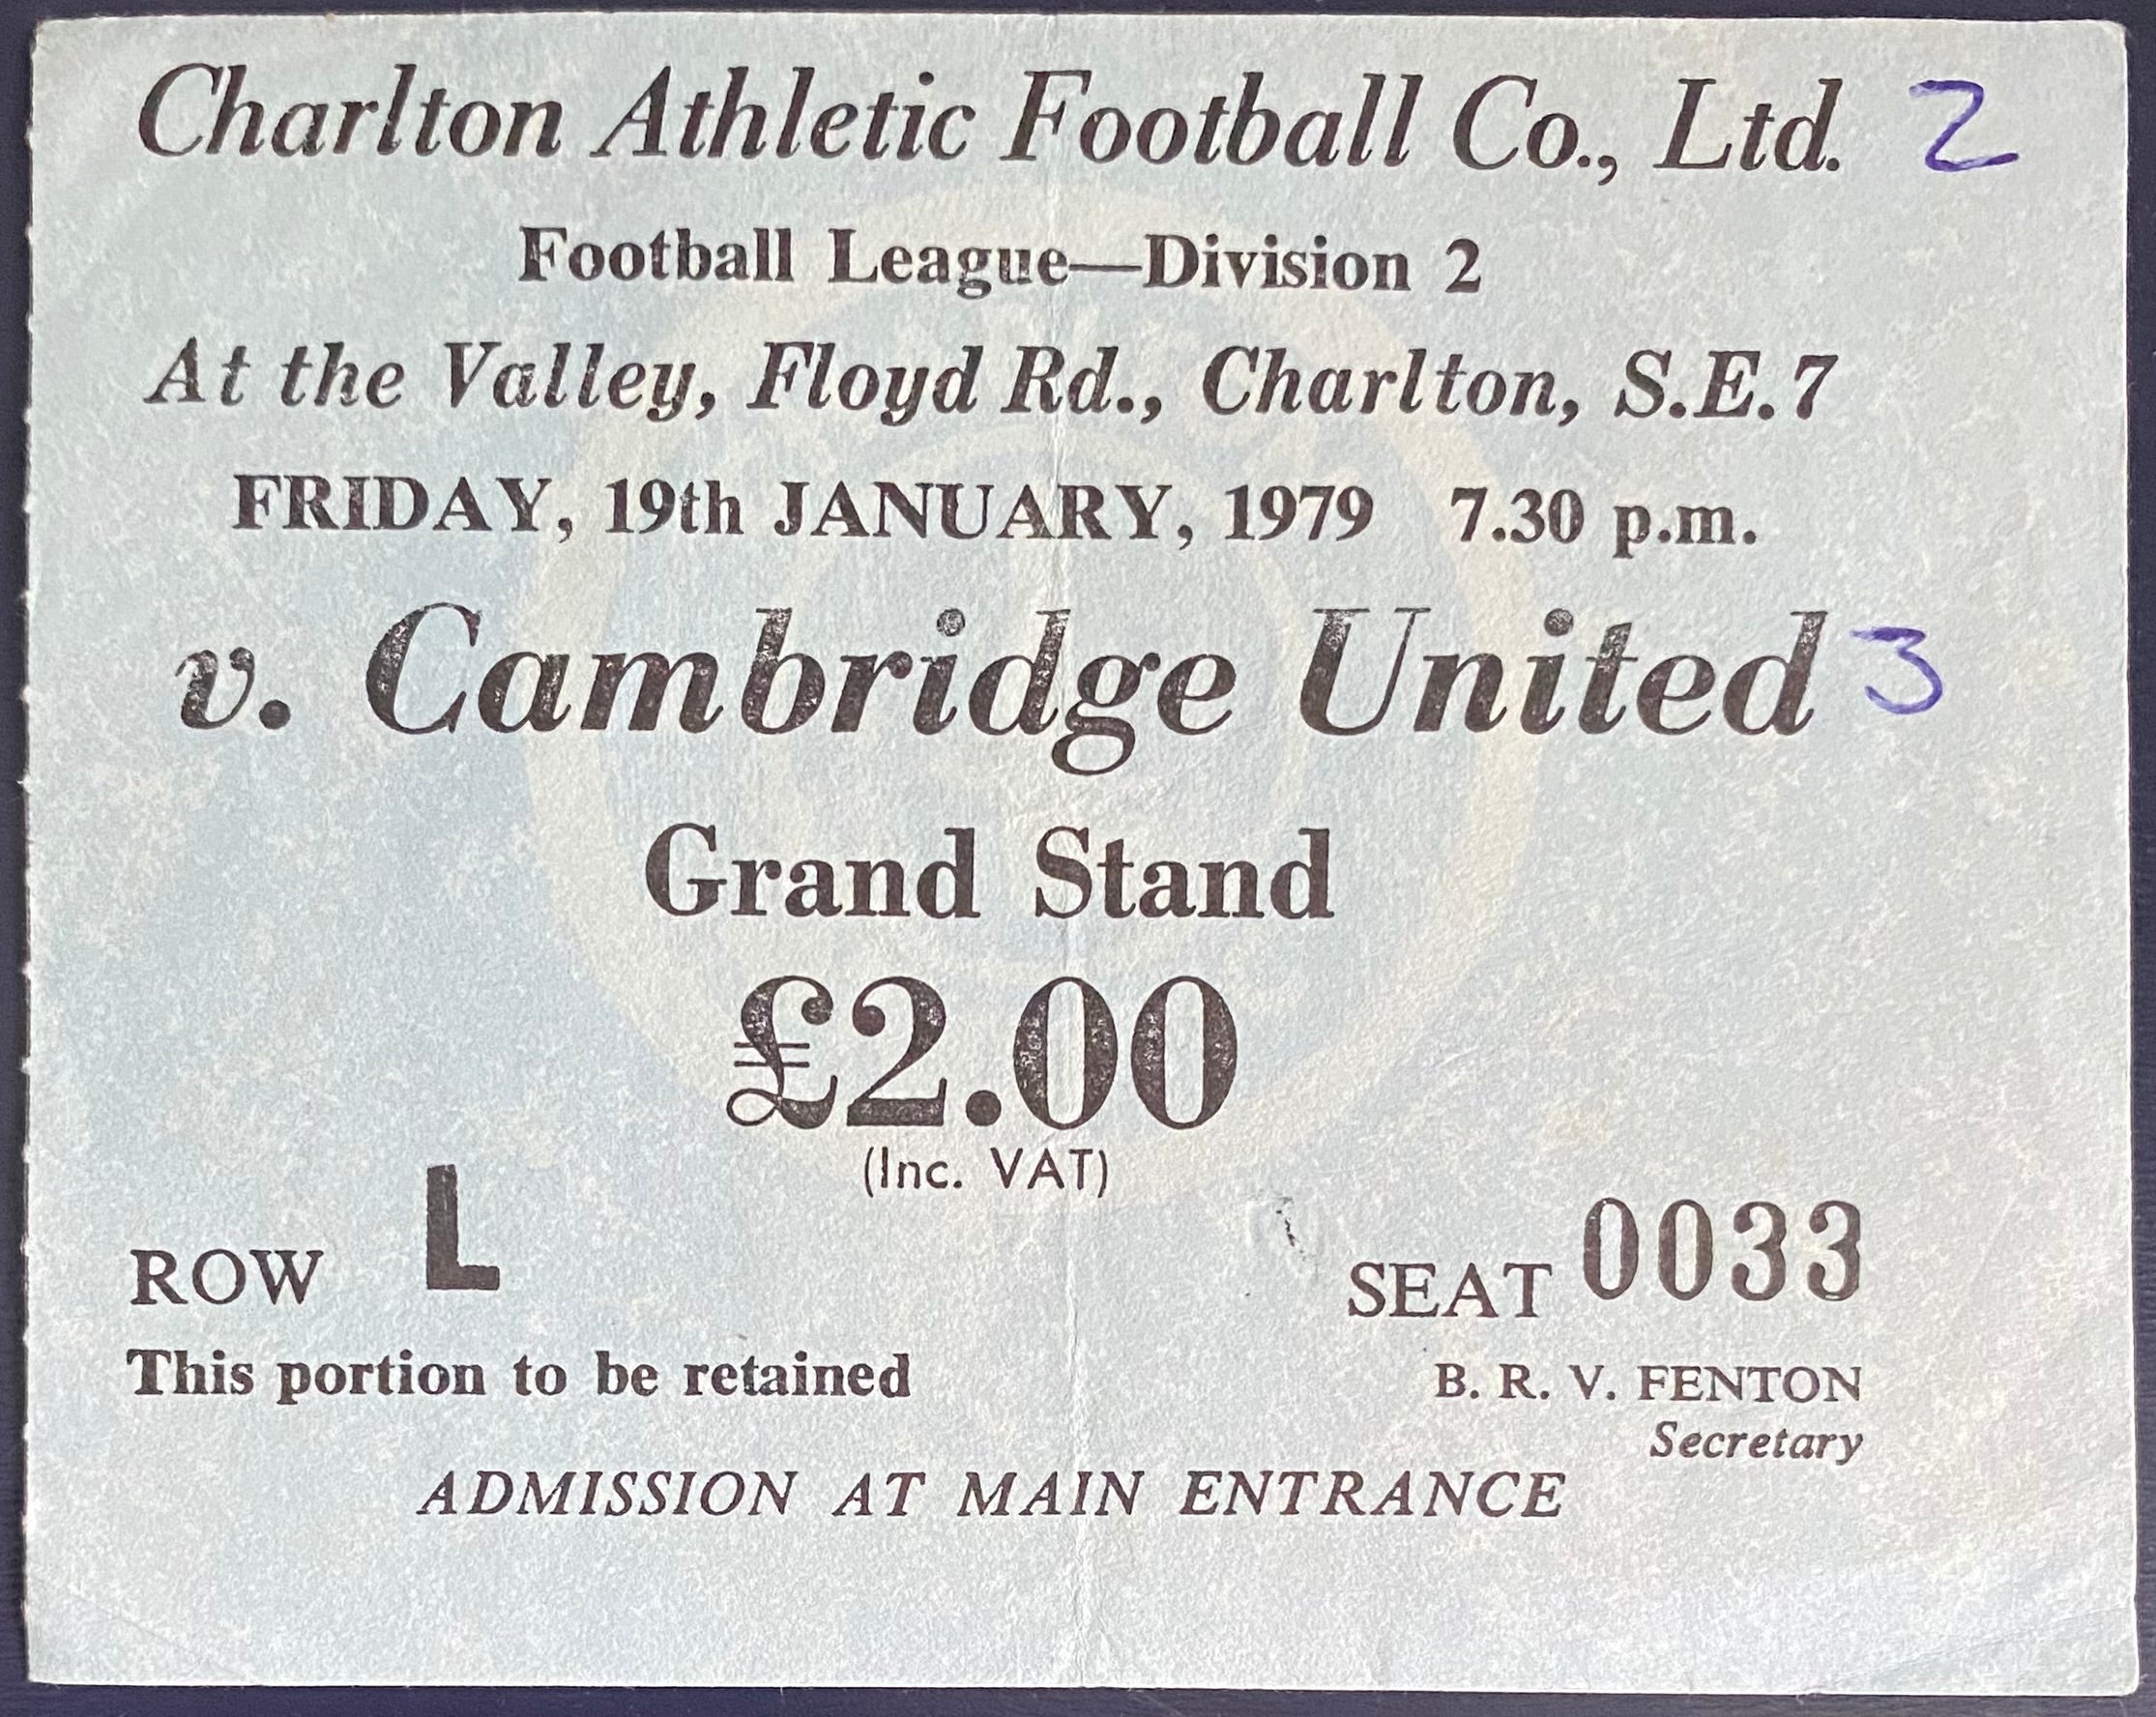 Charlton Athletic Football Co., Ltd. 2
Football League—Division 2
At the Valley, Floyd Rd., Charlton, S.E.7
FRIDAY, 19th JANUARY, 1979 7.30 p.m.
v. Cambridge United 3
Grand Stand
£2.00
(Inc. VAT)
ROW L SEAT 0033
This portion to be retained
B. R. V. FENTON
Secretary
ADMISSION AT MAIN ENTRANCE